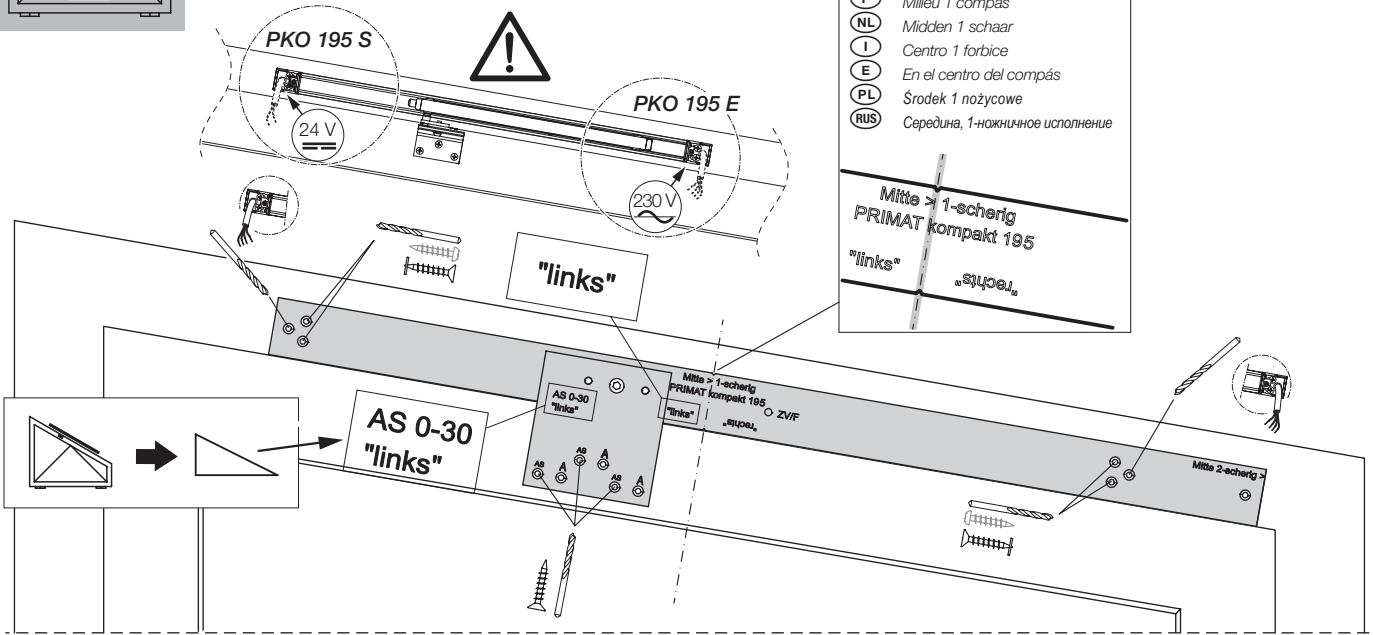 F Milieu 1 compas
NL Midden 1 schaar
I Centro 1 forbice
E En el centro del compás
PL Środek 1 nożycowe
RUS Середина, 1-ножничное исполнение
PKO 195 S
24 V
PKO 195 E
230 V
Mitte > 1-scherig
PRIMAT kompakt 195
"links"
"rechts"
"links"
Mitte > 1-scherig
PRIMAT kompakt 195
"links"
"rechts"
ZV/F
AS 0-30
"links"
AS 0-30
"links"
AS A AS A AS A
Mitte 2-scherig >